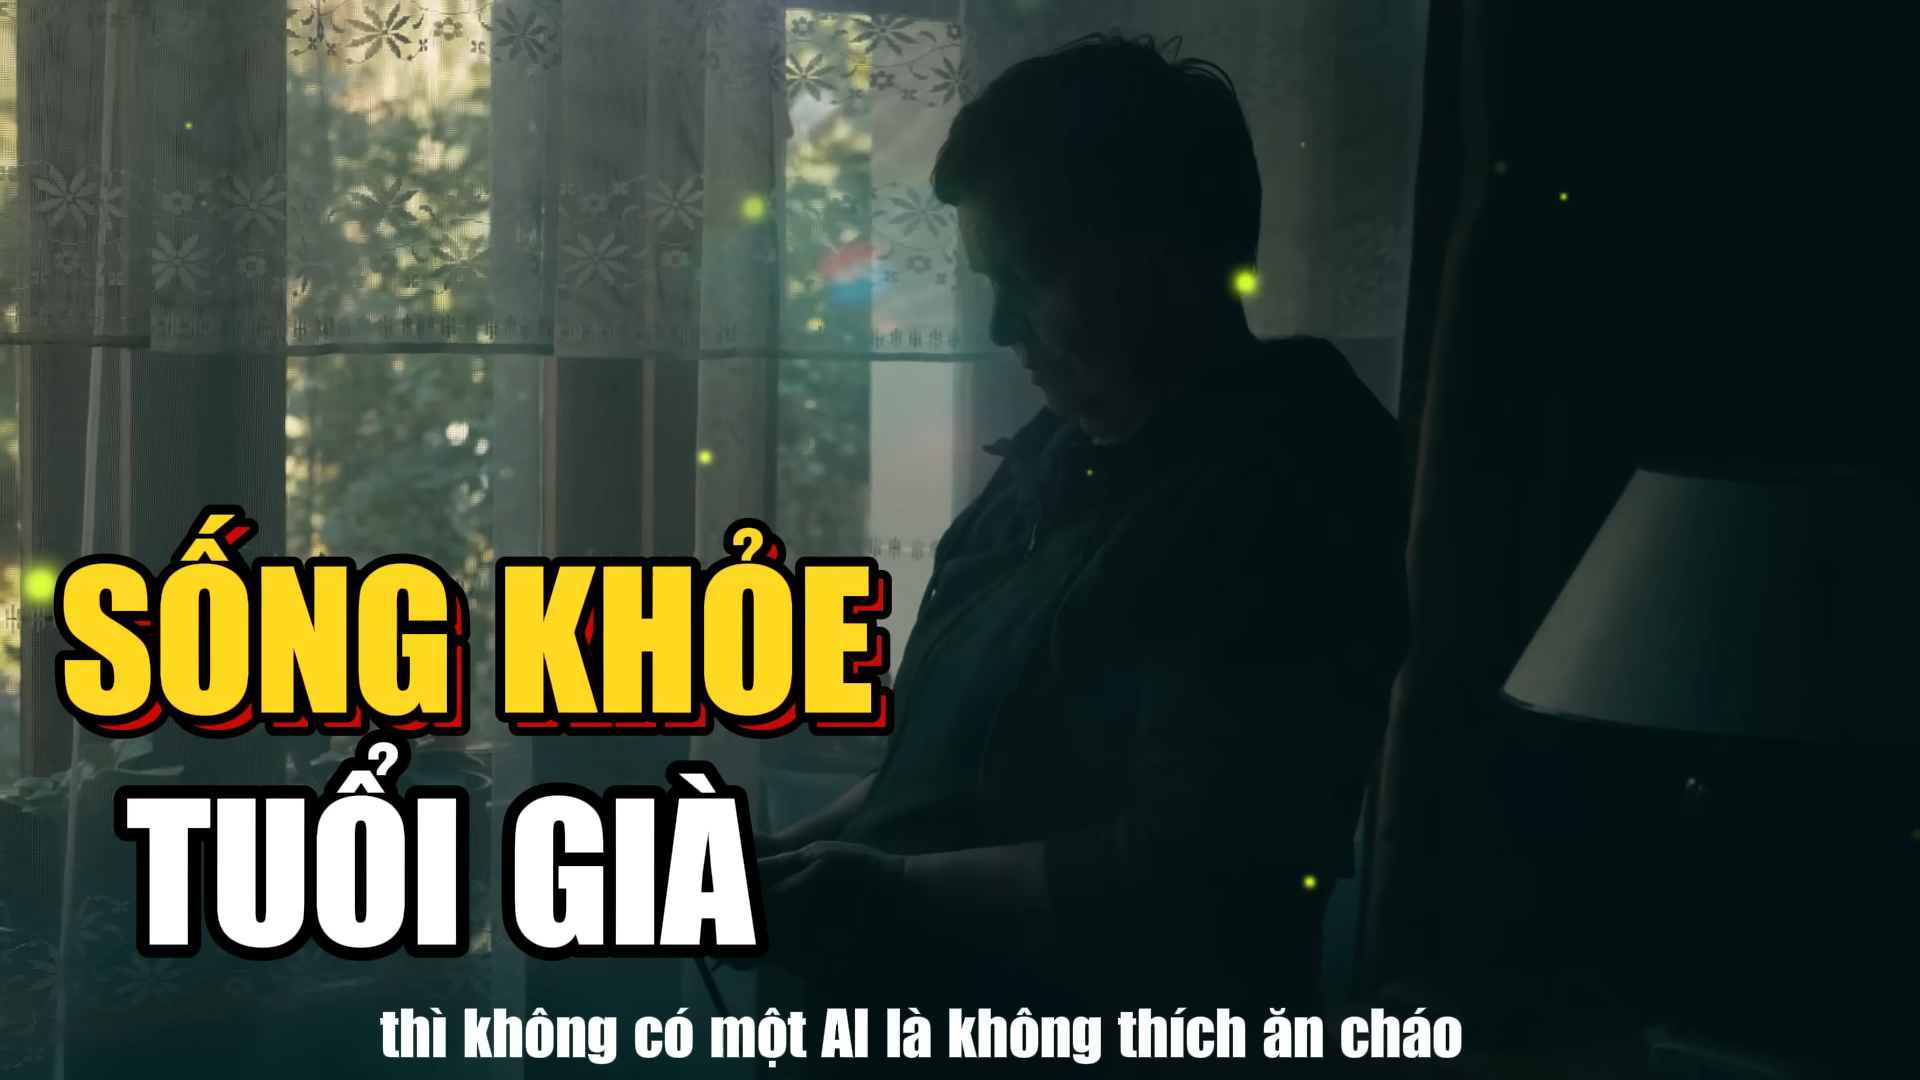 SỐNG KHỎE
TUỔI GIÀ
thì không có một AI là không thích ăn cháo